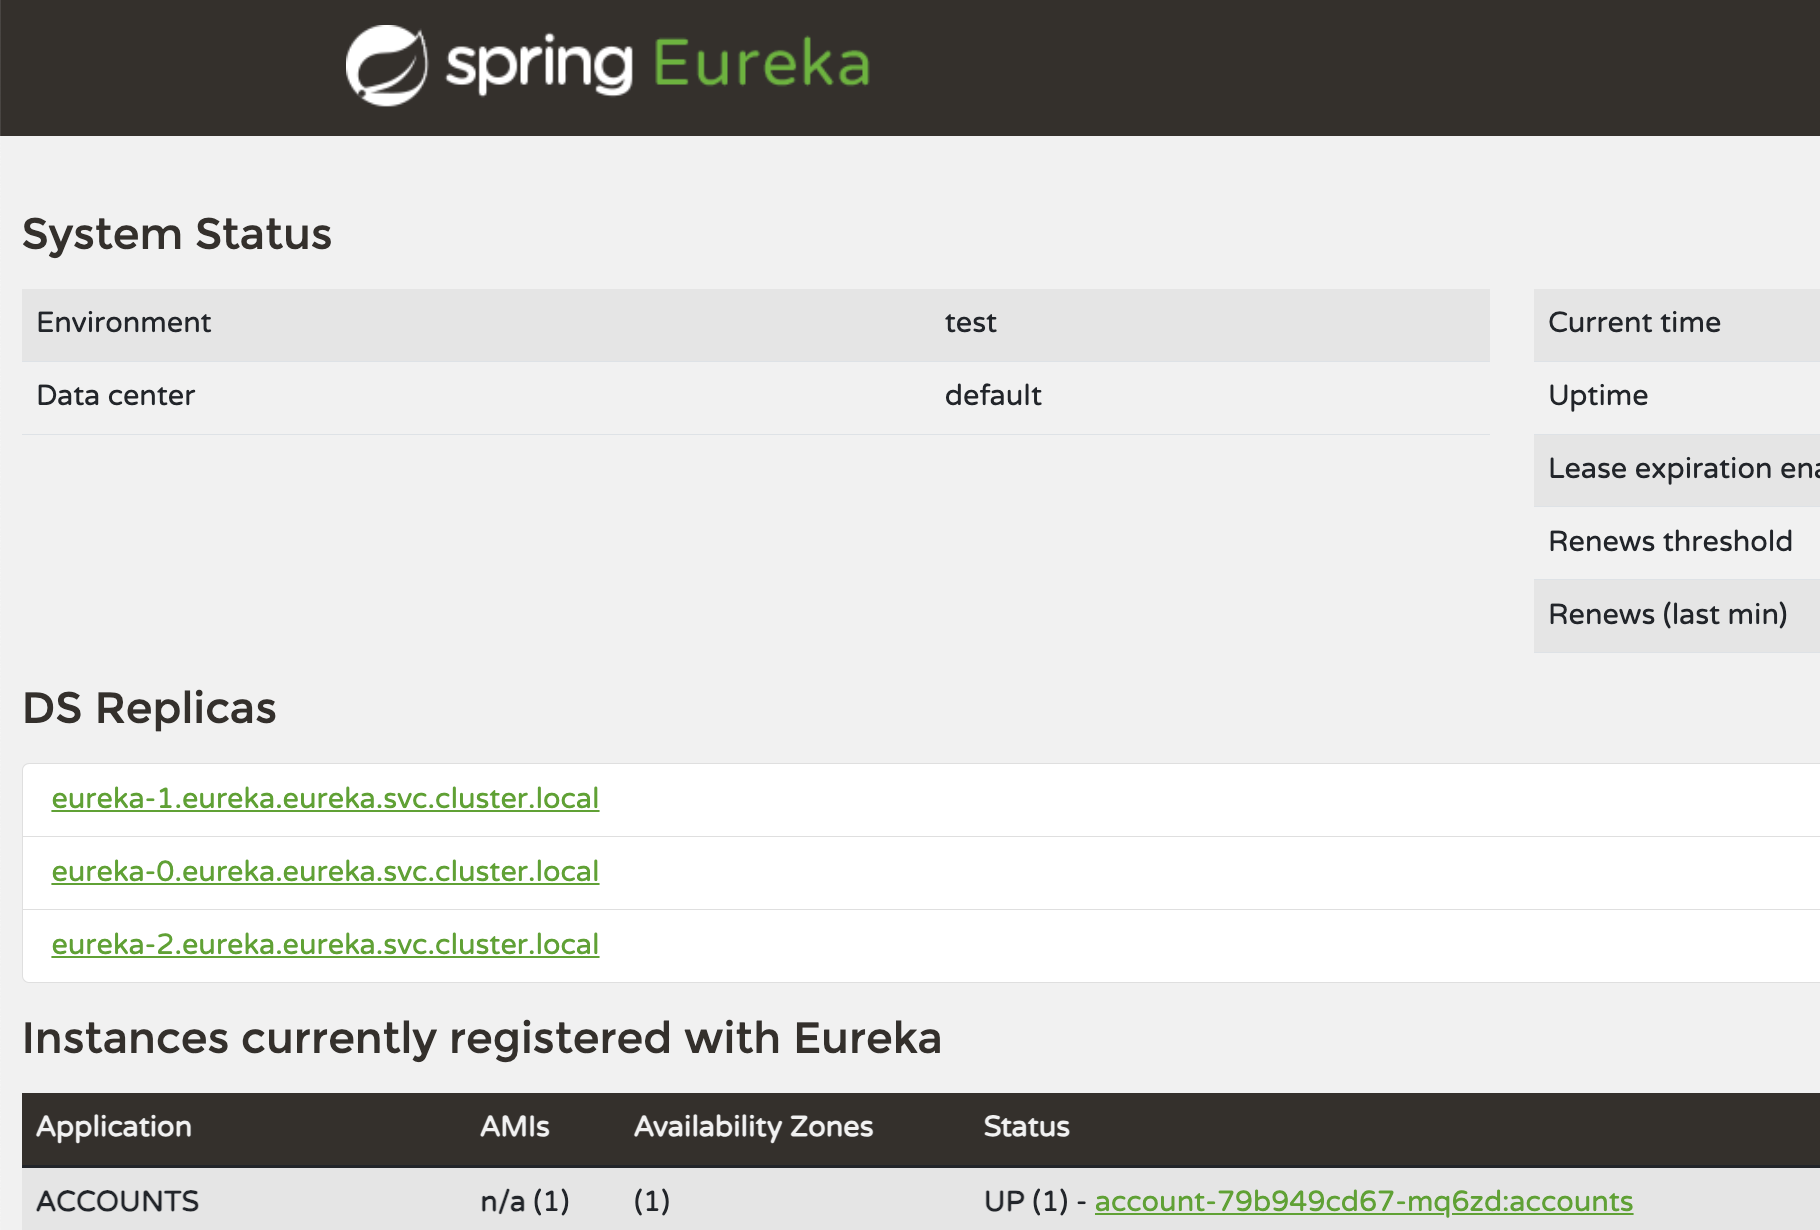 spring Eureka
System Status
Environment test
Data center default
Current time
Uptime
Lease expiration
Renews threshold
Renews (last min)
DS Replicas
eureka-1.eureka.eureka.svc.cluster.local
eureka-0.eureka.eureka.svc.cluster.local
eureka-2.eureka.eureka.svc.cluster.local
Instances currently registered with Eureka
Application AMIs Availability Zones Status
ACCOUNTS n/a (1) (1) UP (1) - account-79b949cd67-mq6zd:accounts